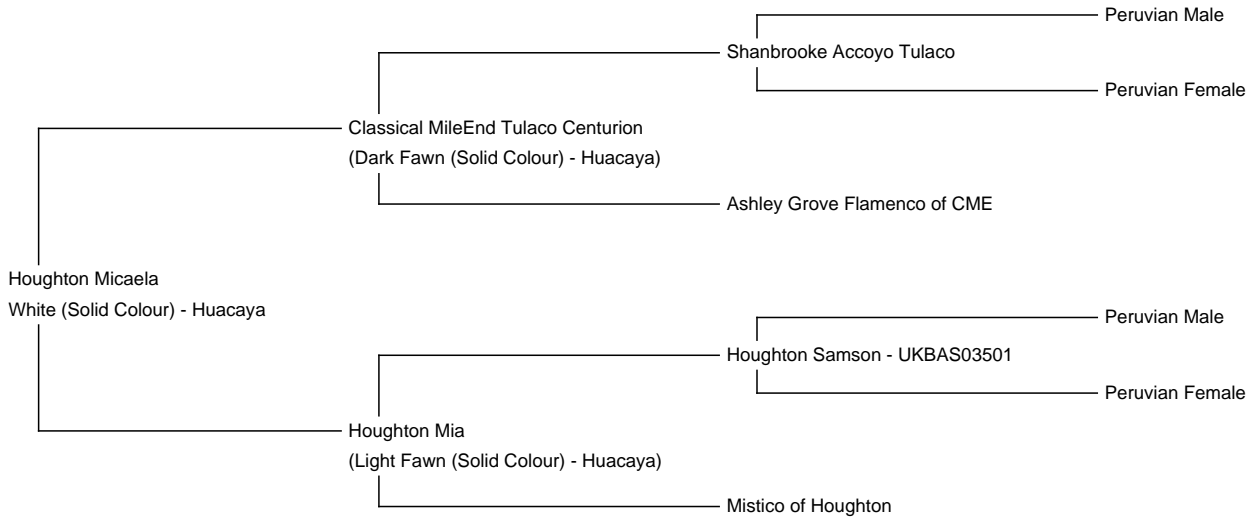 Peruvian Male
Shanbrooke Accoyo Tulaco
Peruvian Female
Classical MileEnd Tulaco Centurion
(Dark Fawn (Solid Colour) - Huacaya)
Ashley Grove Flamenco of CME
Houghton Micaela
White (Solid Colour) - Huacaya
Peruvian Male
Houghton Samson - UKBAS03501
Peruvian Female
Houghton Mia
(Light Fawn (Solid Colour) - Huacaya)
Mistico of Houghton